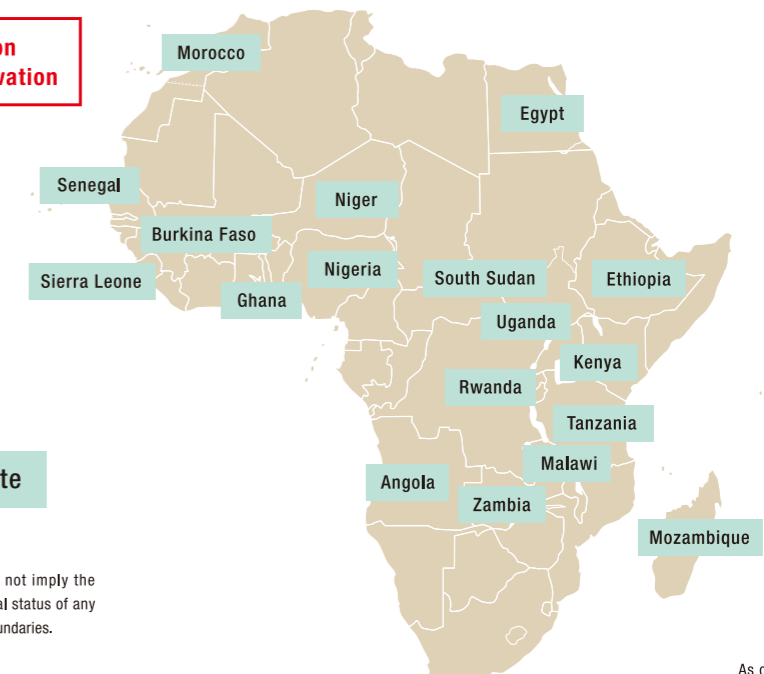 on
vation
Morocco
Egypt
Senegal
Niger
Burkina Faso
Nigeria
South Sudan
Ethiopia
Sierra Leone
Ghana
Uganda
Kenya
Rwanda
Tanzania
Malawi
te
Angola
Zambia
Mozambique
not imply the
al status of any
undaries.
As o